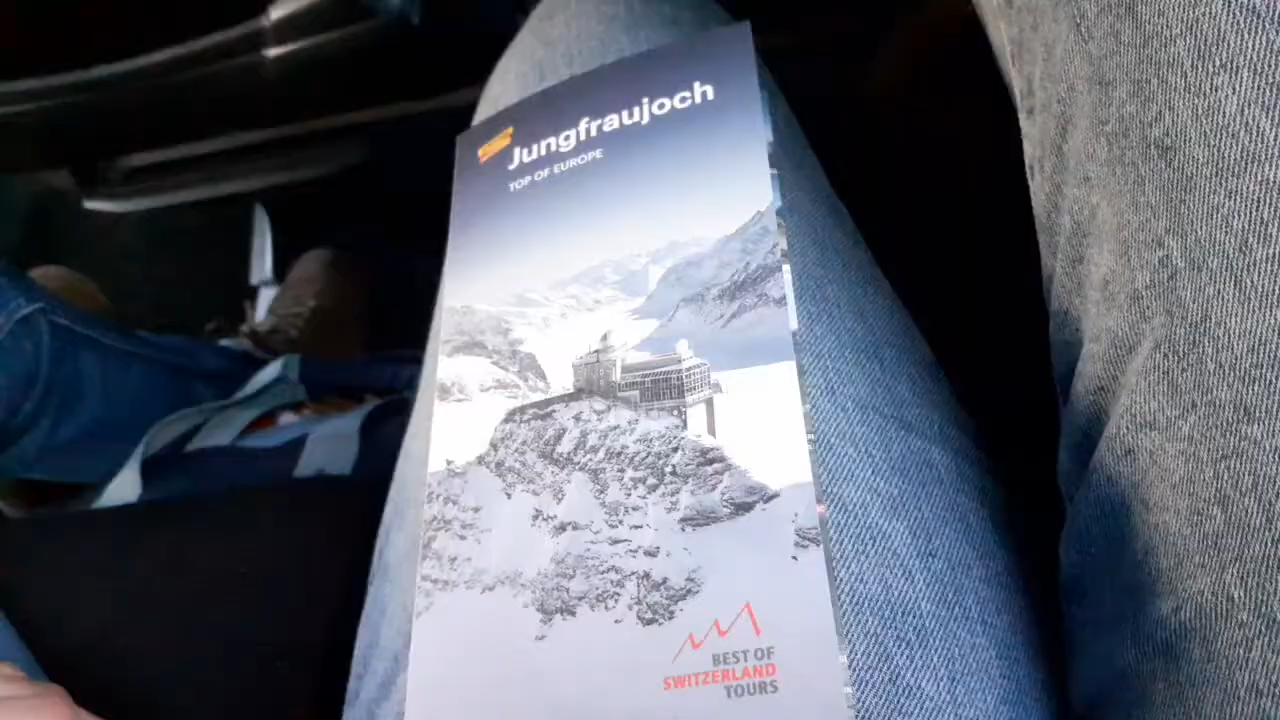 Jungfraujoch
TOP OF EUROPE
BEST OF
SWITZERLAND
TOURS